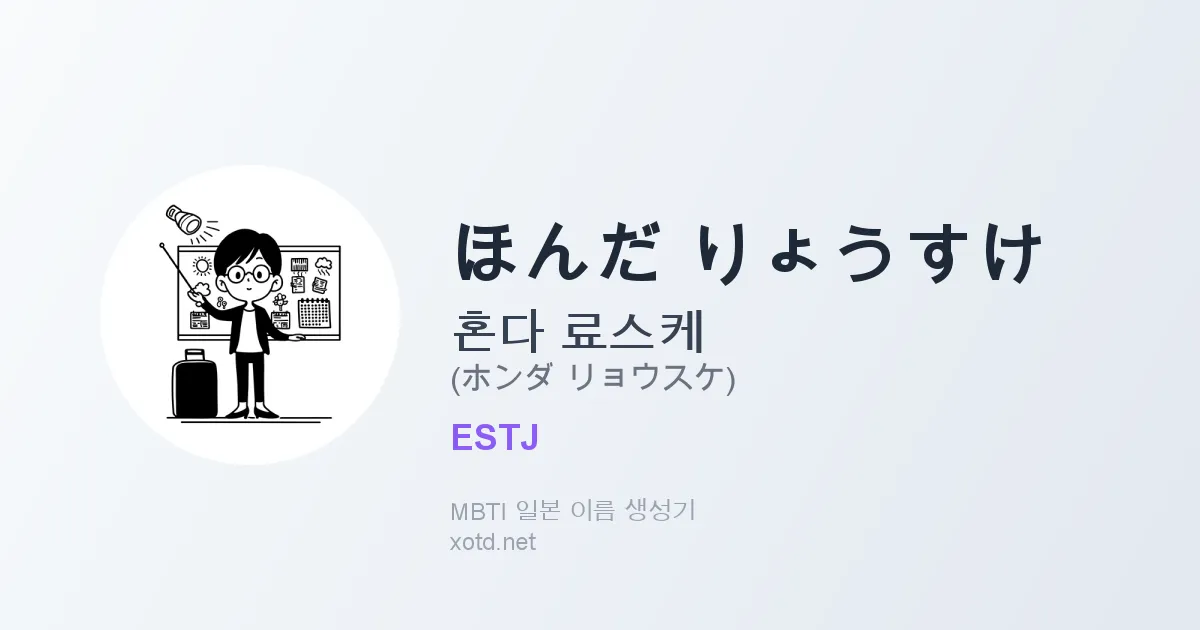 ほんだ りょうすけ
혼다 료스케
(ホンダ リョウスケ)
ESTJ
MBTI 일본 이름 생성기
xotd.net